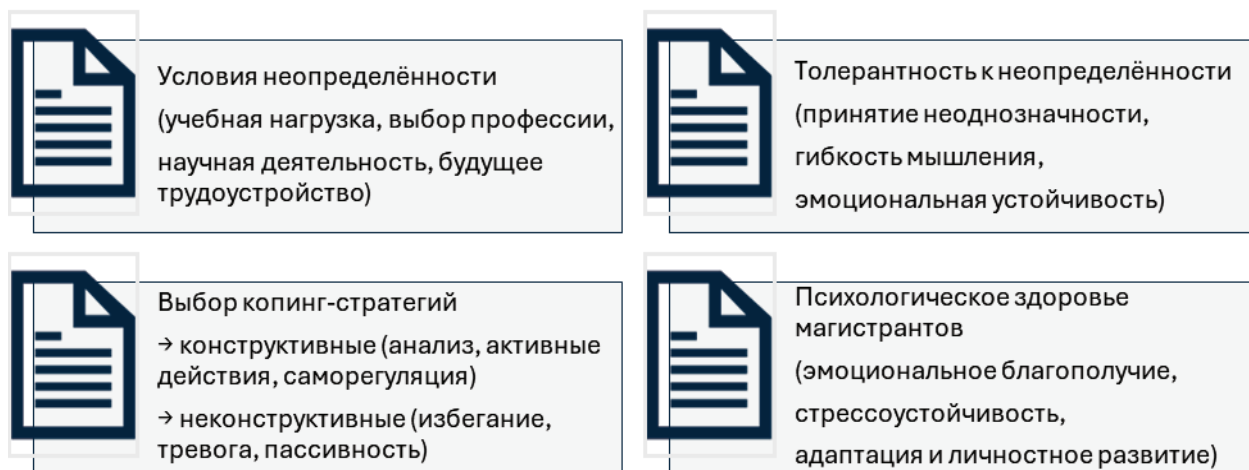 Условия неопределённости
(учебная нагрузка, выбор профессии,
научная деятельность, будущее
трудоустройство)
Толерантность к неопределённости
(принятие неоднозначности,
гибкость мышления,
эмоциональная устойчивость)
Выбор копинг-стратегий
→ конструктивные (анализ, активные
действия, саморегуляция)
→ неконструктивные (избегание,
тревога, пассивность)
Психологическое здоровье
магистрантов
(эмоциональное благополучие,
стрессоустойчивость,
адаптация и личностное развитие)